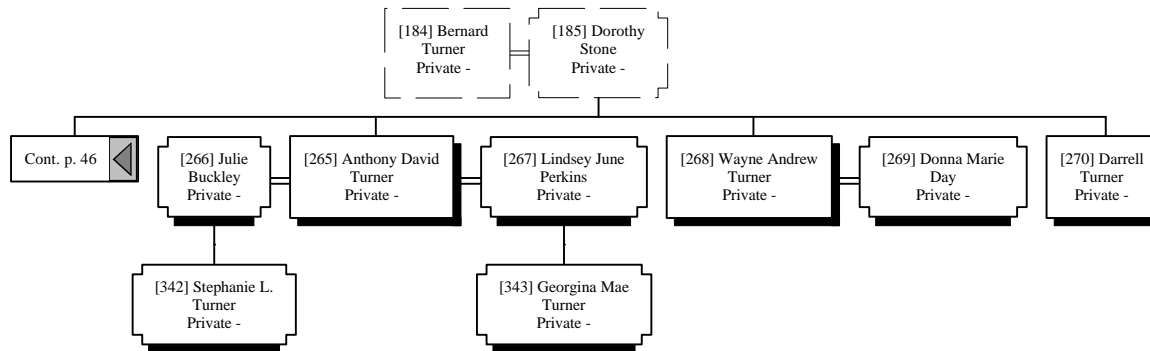 [184] Bernard
Turner
Private -
[185] Dorothy
Stone
Private -
Cont. p. 46
[266] Julie
Buckley
Private -
[265] Anthony David
Turner
Private -
[267] Lindsey June
Perkins
Private -
[268] Wayne Andrew
Turner
Private -
[269] Donna Marie
Day
Private -
[270] Darrell
Turner
Private -
[342] Stephanie L.
Turner
Private -
[343] Georgina Mae
Turner
Private -